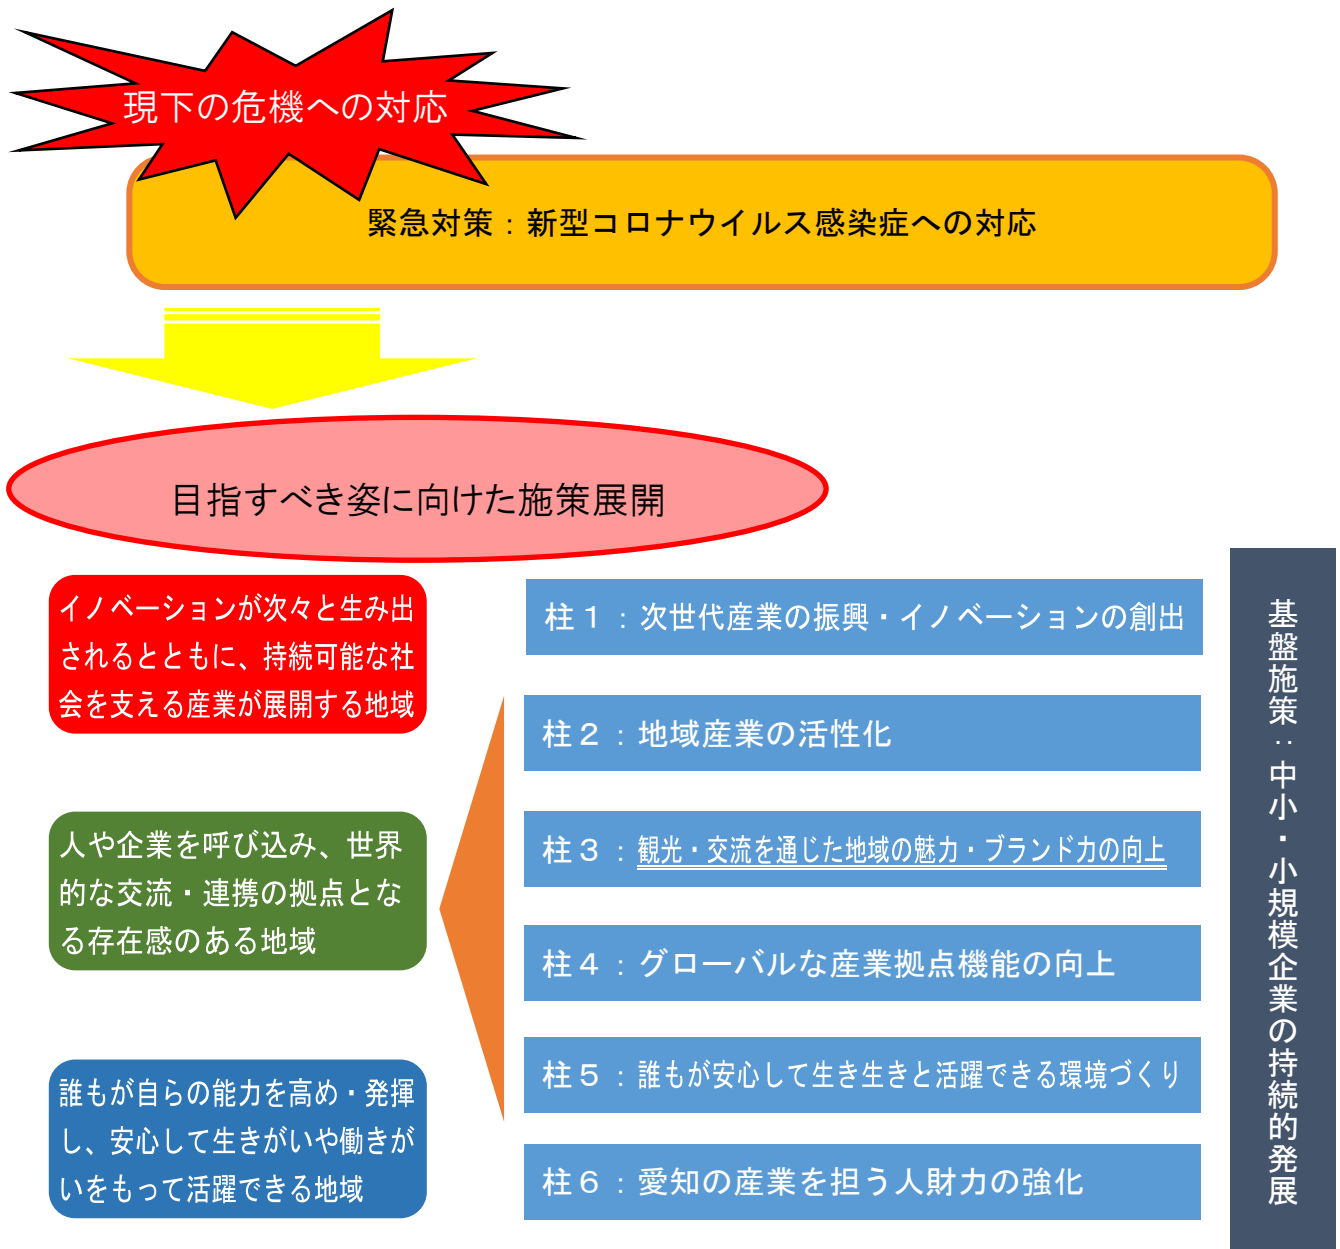 現下の危機への対応
緊急対策：新型コロナウイルス感染症への対応
目指すべき姿に向けた施策展開
イノベーションが次々と生み出
されるとともに、持続可能な社
会を支える産業が展開する地域
人や企業を呼び込み、世界
的な交流・連携の拠点とな
る存在感のある地域
誰もが自らの能力を高め・発揮
し、安心して生きがいや働きが
いをもって活躍できる地域
柱１：次世代産業の振興・イノベーションの創出
柱２：地域産業の活性化
柱３：観光・交流を通じた地域の魅力・ブランド力の向上
柱４：グローバルな産業拠点機能の向上
柱５：誰もが安心して生き生きと活躍できる環境づくり
柱６：愛知の産業を担う人財力の強化
基盤施策：中小・小規模企業の持続的発展